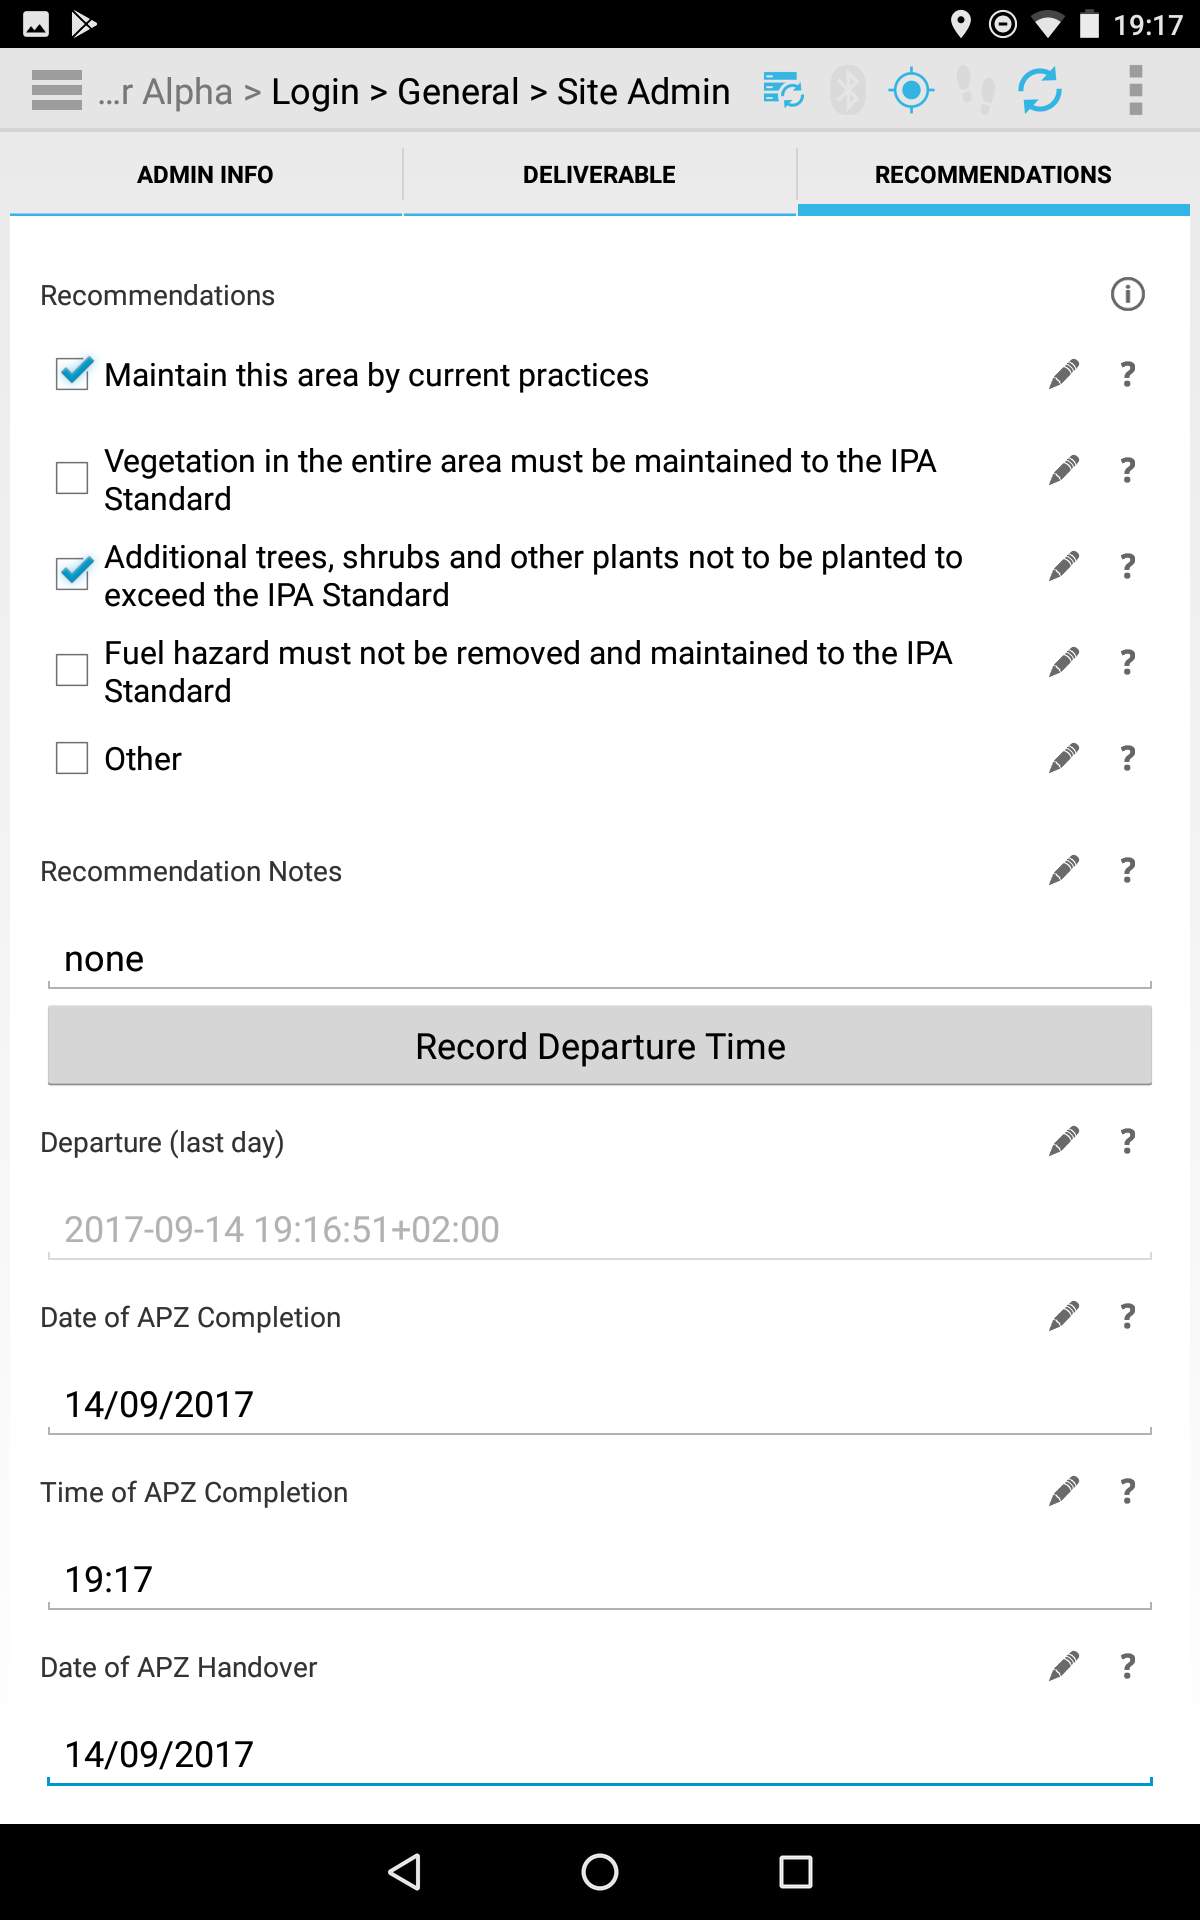 19:17
...r Alpha > Login > General > Site Admin
ADMIN INFO
DELIVERABLE
RECOMMENDATIONS
Recommendations
Maintain this area by current practices
?
Vegetation in the entire area must be maintained to the IPA
Standard
?
Additional trees, shrubs and other plants not to be planted to
exceed the IPA Standard
?
Fuel hazard must not be removed and maintained to the IPA
Standard
?
Other
?
Recommendation Notes
?
none
Record Departure Time
Departure (last day)
?
2017-09-14 19:16:51+02:00
Date of APZ Completion
?
14/09/2017
Time of APZ Completion
?
19:17
Date of APZ Handover
?
14/09/2017